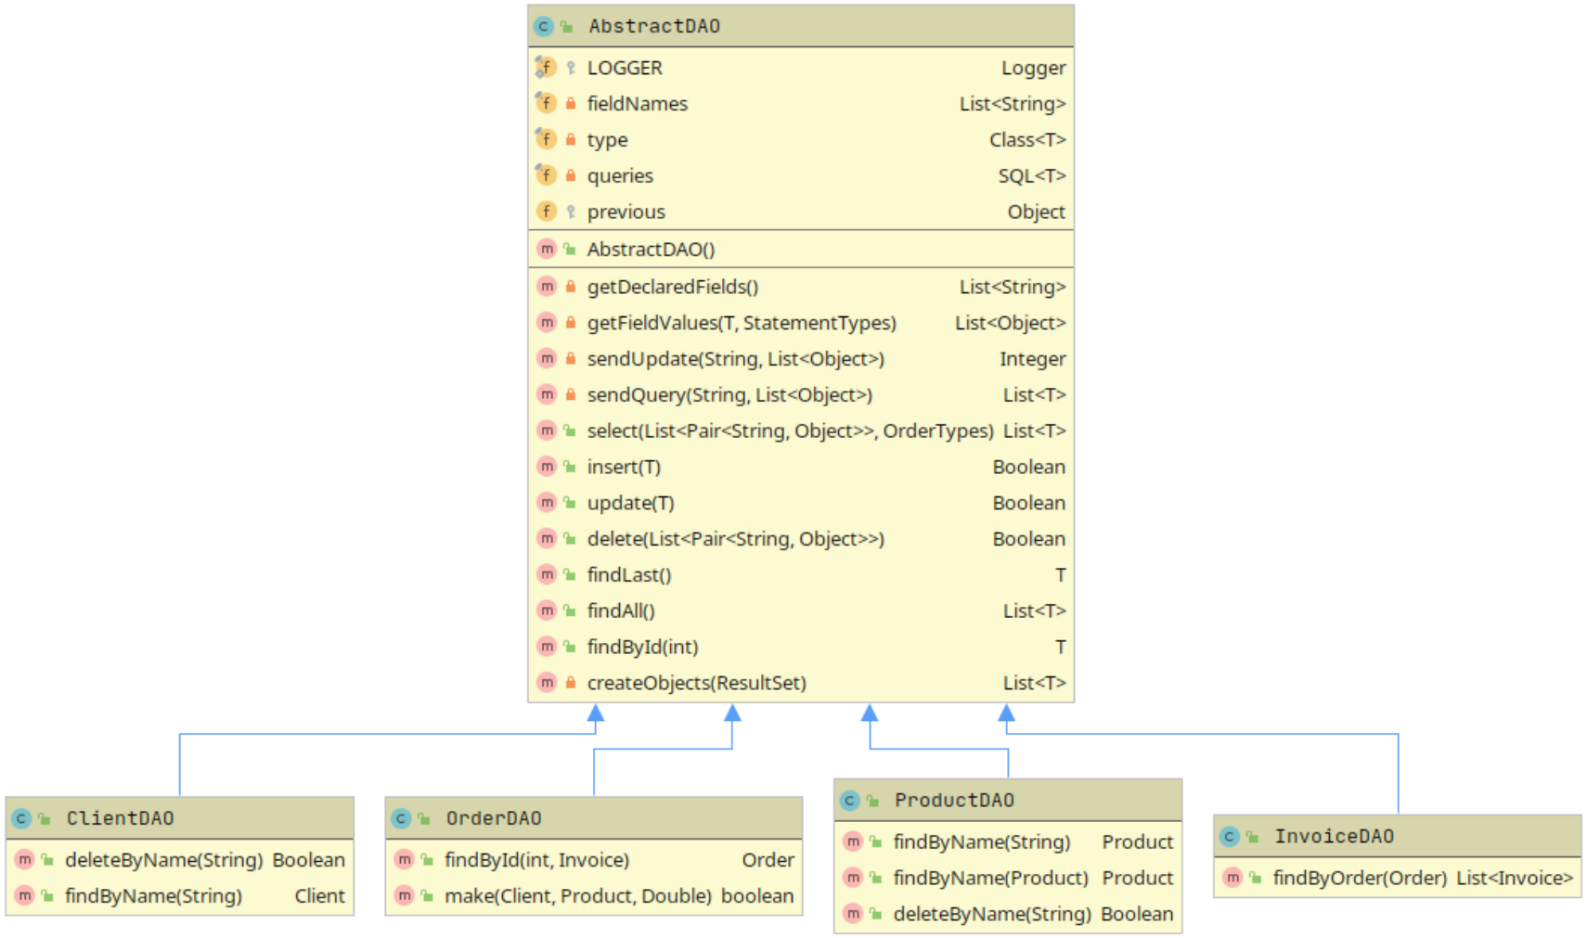 AbstractDAO
LOGGER Logger
fieldNames List<String>
type Class<T>
queries SQL<T>
previous Object
AbstractDAO()
getDeclaredFields() List<String>
getFieldValues(T, StatementTypes) List<Object>
sendUpdate(String, List<Object>) Integer
sendQuery(String, List<Object>) List<T>
select(List<Pair<String, Object>>, OrderTypes) List<T>
insert(T) Boolean
update(T) Boolean
delete(List<Pair<String, Object>>) Boolean
findLast() T
findAll() List<T>
findById(int) T
createObjects(ResultSet) List<T>
ClientDAO
deleteByName(String) Boolean
findByName(String) Client
OrderDAO
findById(int, Invoice) Order
make(Client, Product, Double) boolean
ProductDAO
findByName(String) Product
findByName(Product) Product
deleteByName(String) Boolean
InvoiceDAO
findByOrder(Order) List<Invoice>